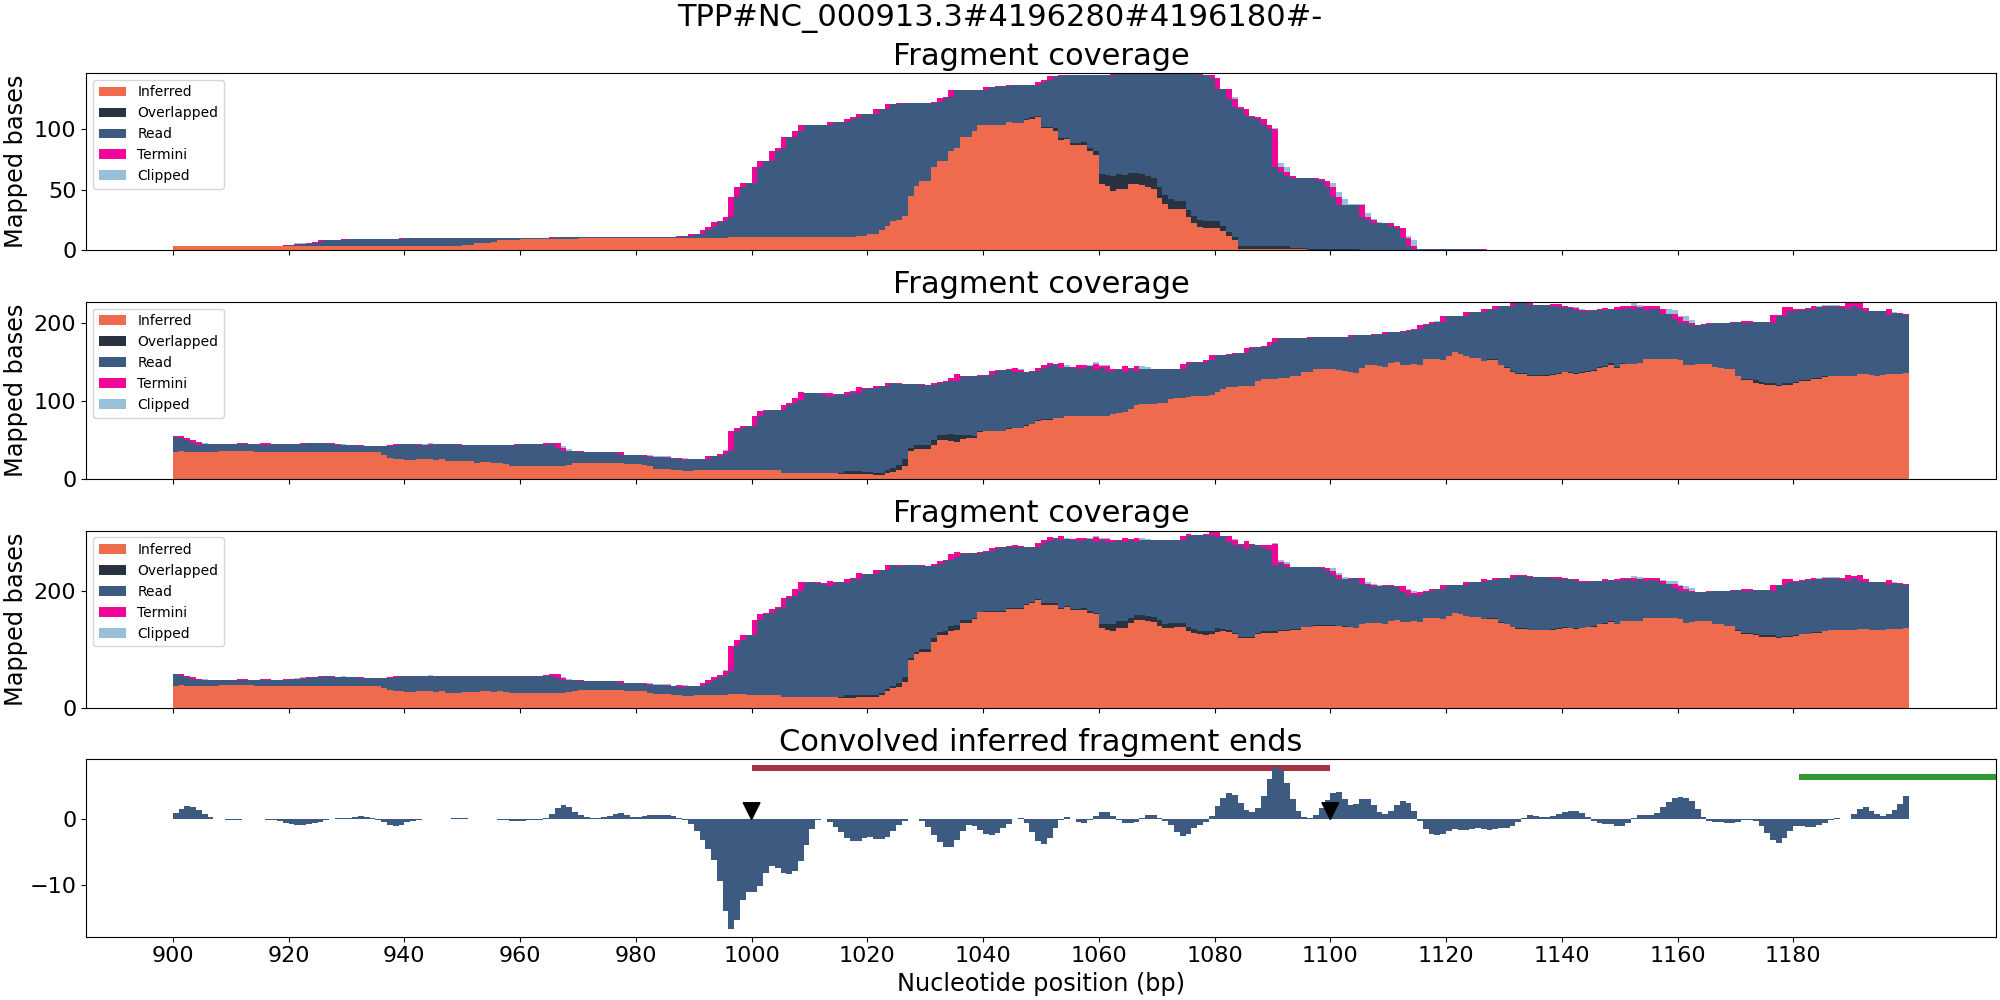 TPP#NC_000913.3#4196280#4196180#-
Fragment coverage
Mapped bases
100
50
0
Inferred
Overlapped
Read
Termini
Clipped
Fragment coverage
Mapped bases
200
100
0
Inferred
Overlapped
Read
Termini
Clipped
Fragment coverage
Mapped bases
200
0
Inferred
Overlapped
Read
Termini
Clipped
Convolved inferred fragment ends
0
−10
900 920 940 960 980 1000 1020 1040 1060 1080 1100 1120 1140 1160 1180
Nucleotide position (bp)